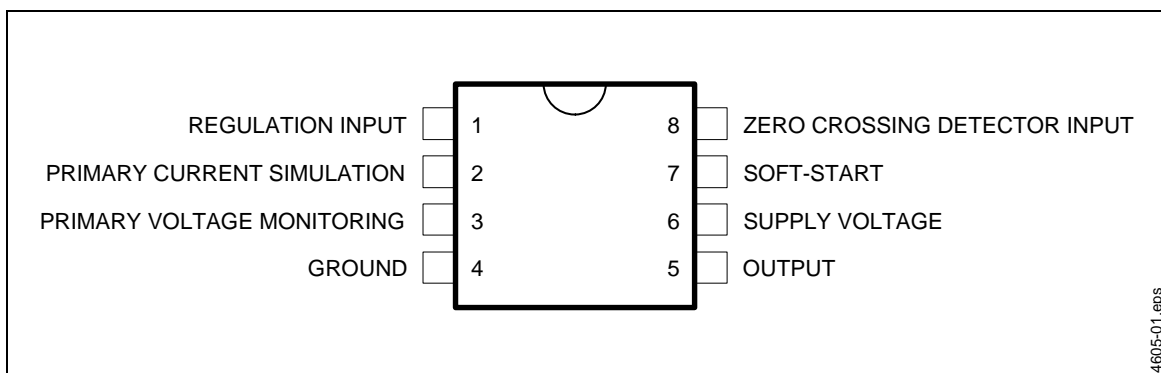 REGULATION INPUT 1 8 ZERO CROSSING DETECTOR INPUT
PRIMARY CURRENT SIMULATION 2 7 SOFT-START
PRIMARY VOLTAGE MONITORING 3 6 SUPPLY VOLTAGE
GROUND 4 5 OUTPUT
4605-01.eps